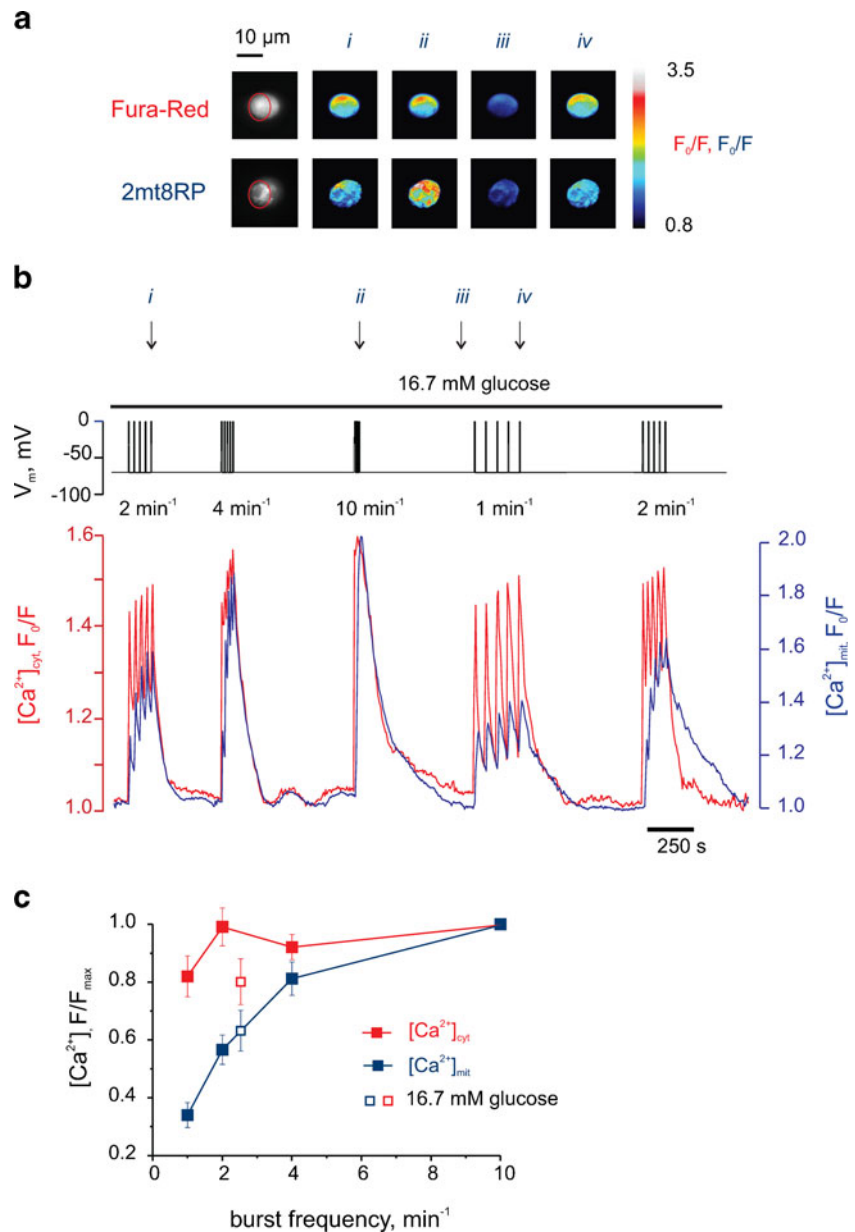 a
10 µm
i ii iii iv
3.5
Fura-Red
F₀/F, F₀/F
2mt8RP
0.8
b
i ii iii iv
16.7 mM glucose
Vₘ, mV
0
-50
-100
2 min⁻¹ 4 min⁻¹ 10 min⁻¹ 1 min⁻¹ 2 min⁻¹
[Ca²⁺]cyt, F₀/F
1.6
1.4
1.2
1.0
2.0
1.8
1.6
1.4
1.2
1.0
[Ca²⁺]mit, F₀/F
250 s
c
[Ca²⁺], F/Fmax
1.0
0.8
0.6
0.4
0.2
[Ca²⁺]cyt
[Ca²⁺]mit
16.7 mM glucose
0 2 4 6 8 10
burst frequency, min⁻¹